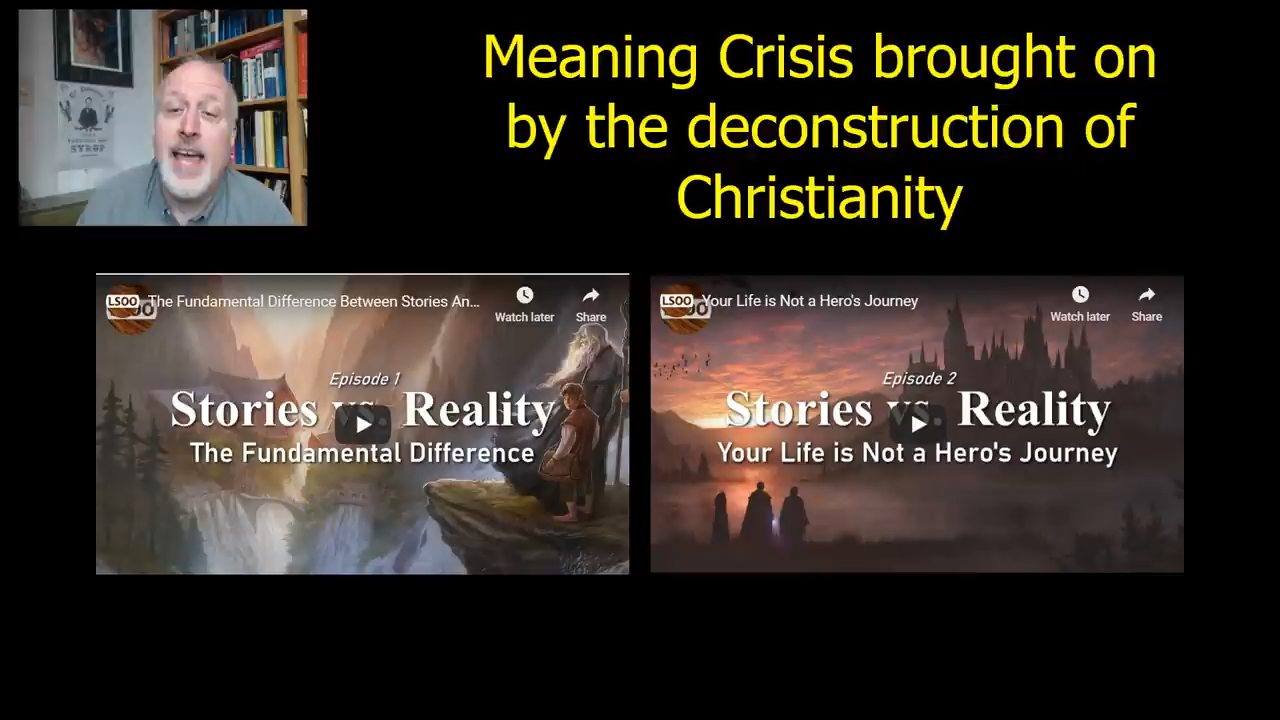 Meaning Crisis brought on
by the deconstruction of
Christianity
SYRUP
LSOO
The Fundamental Difference Between Stories An...
Watch later
Share
Episode 1
Stories vs. Reality
The Fundamental Difference
LSOO
Your Life is Not a Hero's Journey
Watch later
Share
Episode 2
Stories vs. Reality
Your Life is Not a Hero's Journey